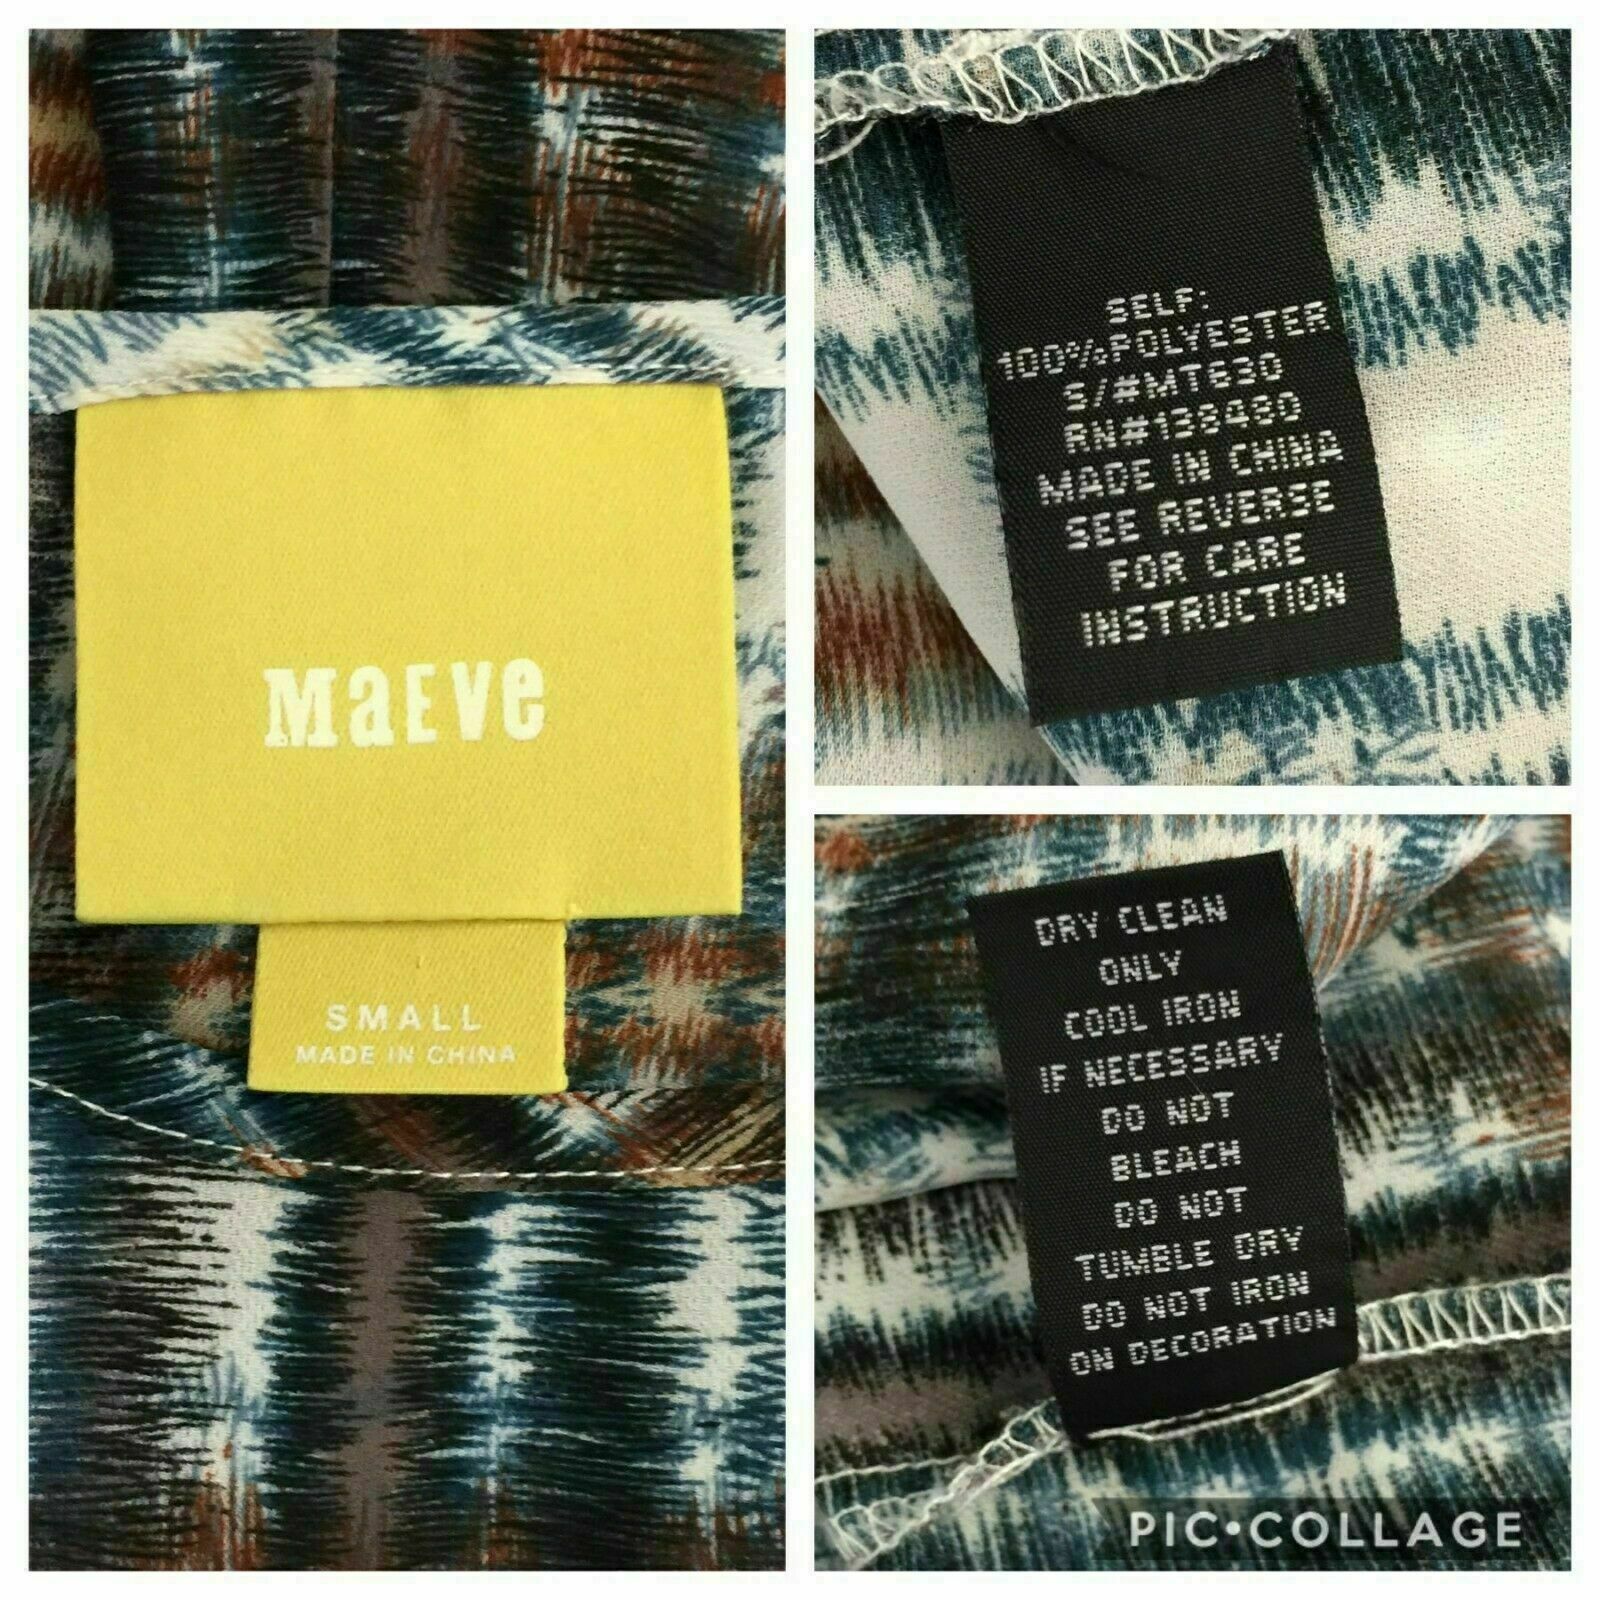 MaEve
SMALL
MADE IN CHINA
SELF:
100%POLYESTER
S/#MT630
RN#138480
MADE IN CHINA
SEE REVERSE
FOR CARE
INSTRUCTION
DRY CLEAN
ONLY
COOL IRON
IF NECESSARY
DO NOT
BLEACH
DO NOT
TUMBLE DRY
DO NOT IRON
ON DECORATION
PIC•COLLAGE